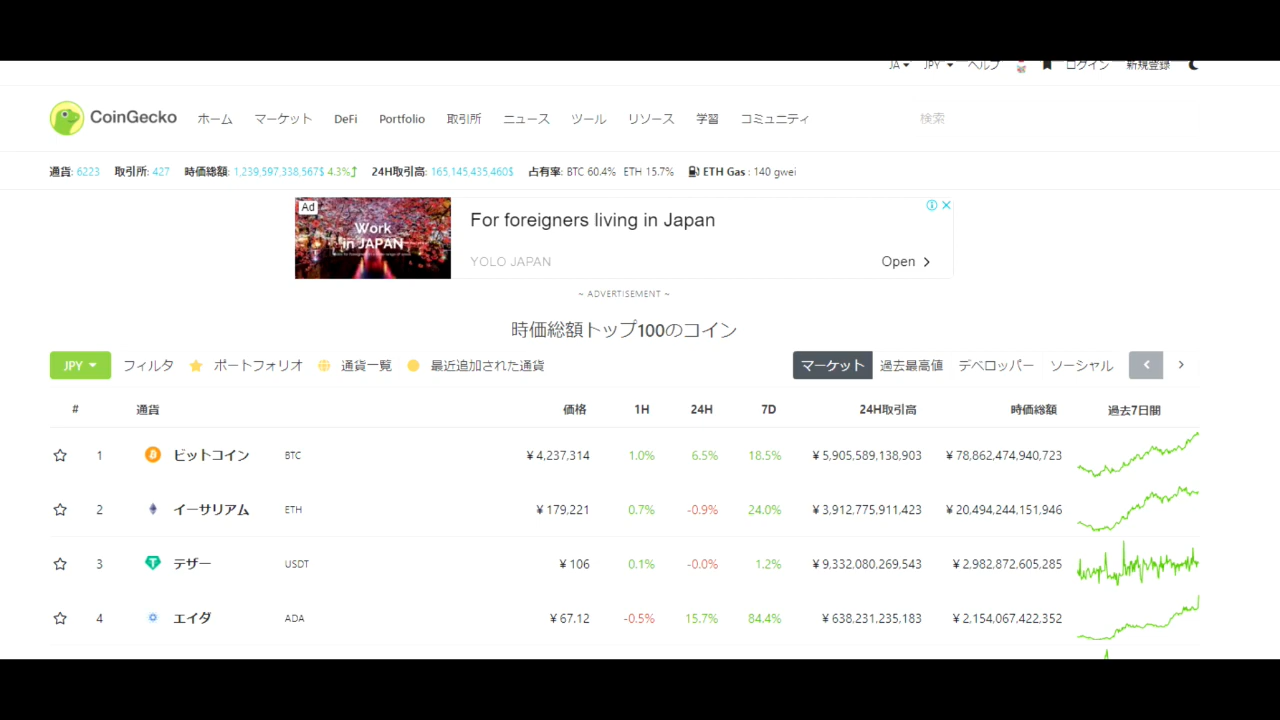 JA JPY ヘルプ ログイン 新規登録
CoinGecko ホーム マーケット DeFi Portfolio 取引所 ニュース ツール リソース 学習 コミュニティ 検索
通貨: 6223 取引所: 427 時価総額: 1,239,597,338,567$ 4.3% 24H取引高: 165,145,435,460$ 占有率: BTC 60.4% ETH 15.7% ETH Gas : 140 gwei
Ad
Work
in JAPAN
For foreigners living in Japan
YOLO JAPAN
Open
~ ADVERTISEMENT ~
時価総額トップ100のコイン
JPY フィルタ ポートフォリオ 通貨一覧 最近追加された通貨 マーケット 過去最高値 デベロッパー ソーシャル
# 通貨 価格 1H 24H 7D 24H取引高 時価総額 過去7日間
1 ビットコイン BTC ¥4,237,314 1.0% 6.5% 18.5% ¥5,905,589,138,903 ¥78,862,474,940,723
2 イーサリアム ETH ¥179,221 0.7% -0.9% 24.0% ¥3,912,775,911,423 ¥20,494,244,151,946
3 テザー USDT ¥106 0.1% -0.0% 1.2% ¥9,332,080,269,543 ¥2,982,872,605,285
4 エイダ ADA ¥67.12 -0.5% 15.7% 84.4% ¥638,231,235,183 ¥2,154,067,422,352